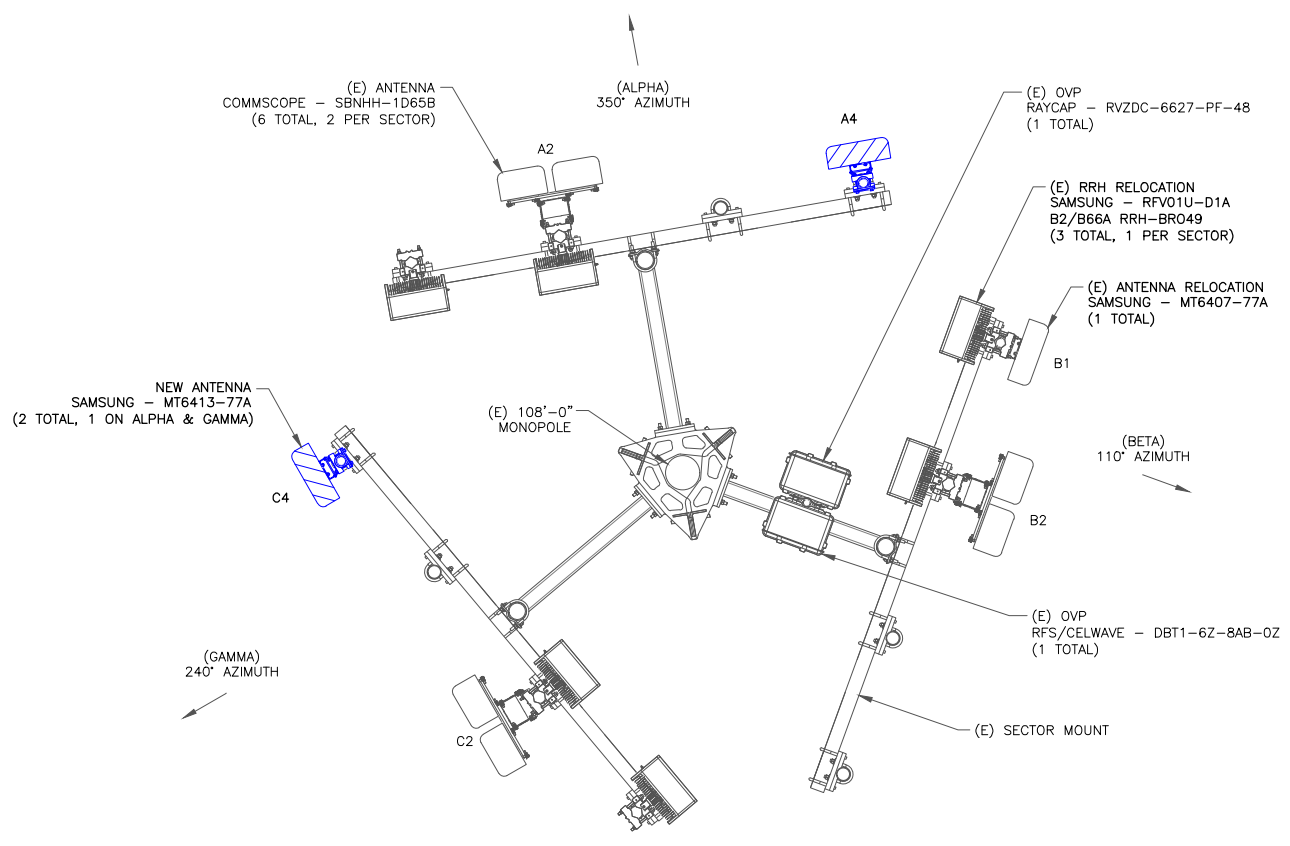 (ALPHA)
350° AZIMUTH
(E) ANTENNA
COMMSCOPE – SBNHH–1D65B
(6 TOTAL, 2 PER SECTOR)
A2
A4
(E) OVP
RAYCAP – RVZDC–6627–PF–48
(1 TOTAL)
(E) RRH RELOCATION
SAMSUNG – RFV01U–D1A
B2/B66A RRH–BR049
(3 TOTAL, 1 PER SECTOR)
(E) ANTENNA RELOCATION
SAMSUNG – MT6407–77A
(1 TOTAL)
B1
NEW ANTENNA
SAMSUNG – MT6413–77A
(2 TOTAL, 1 ON ALPHA & GAMMA)
(E) 108'–0"
MONOPOLE
(BETA)
110° AZIMUTH
C4
B2
(E) OVP
RFS/CELWAVE – DBT1–6Z–8AB–0Z
(1 TOTAL)
(GAMMA)
240° AZIMUTH
C2
(E) SECTOR MOUNT